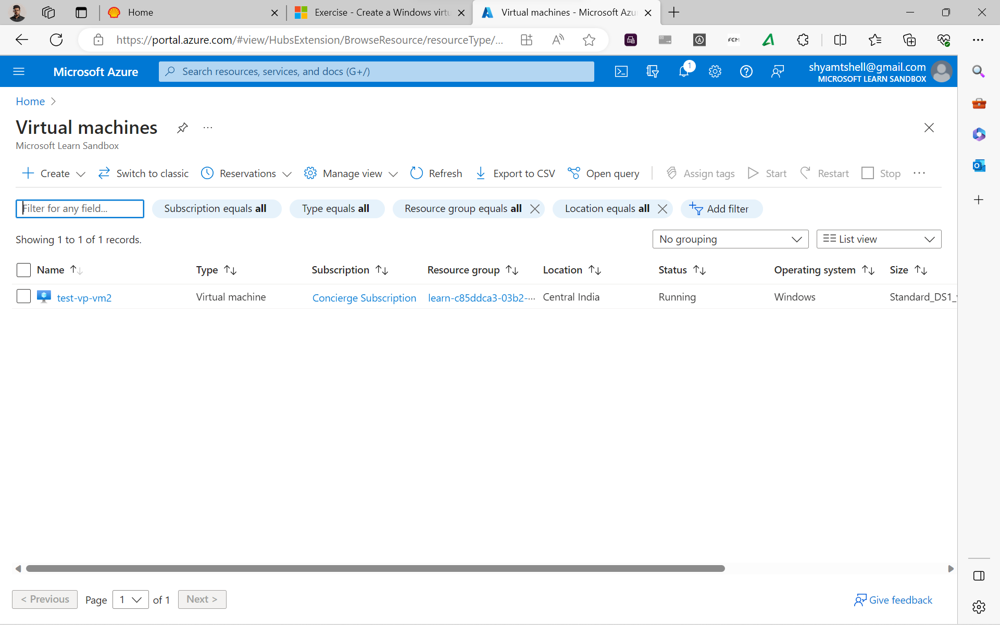 Home
Exercise - Create a Windows virtu
Virtual machines - Microsoft Azu
https://portal.azure.com/#view/HubsExtension/BrowseResource/resourceType/...
FCM
Microsoft Azure
Search resources, services, and docs (G+/)
1
shyamtshell@gmail.com
MICROSOFT LEARN SANDBOX
Home
Virtual machines
Microsoft Learn Sandbox
Create
Switch to classic
Reservations
Manage view
Refresh
Export to CSV
Open query
Assign tags
Start
Restart
Stop
Filter for any field...
Subscription equals all
Type equals all
Resource group equals all
Location equals all
Add filter
Showing 1 to 1 of 1 records.
No grouping
List view
Name
Type
Subscription
Resource group
Location
Status
Operating system
Size
test-vp-vm2
Virtual machine
Concierge Subscription
learn-c85ddca3-03b2-...
Central India
Running
Windows
Standard_DS1_
< Previous
Page
1
of 1
Next >
Give feedback